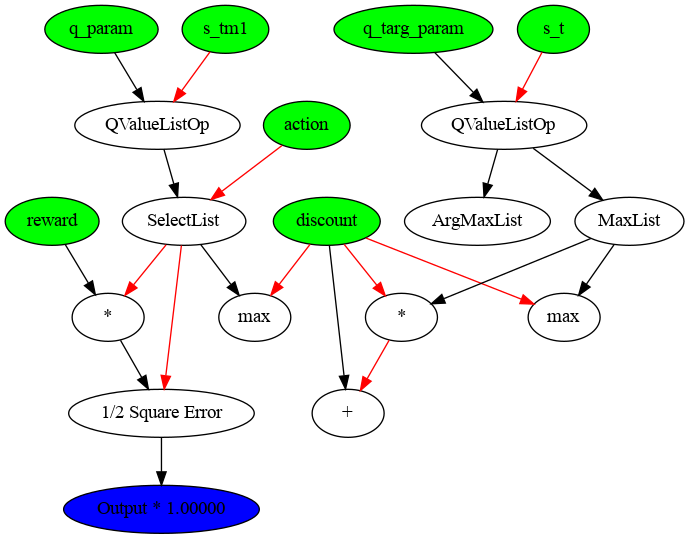 q_param
s_tm1
q_targ_param
s_t
QValueListOp
action
QValueListOp
reward
SelectList
discount
ArgMaxList
MaxList
*
max
*
max
1/2 Square Error
+
Output * 1.00000